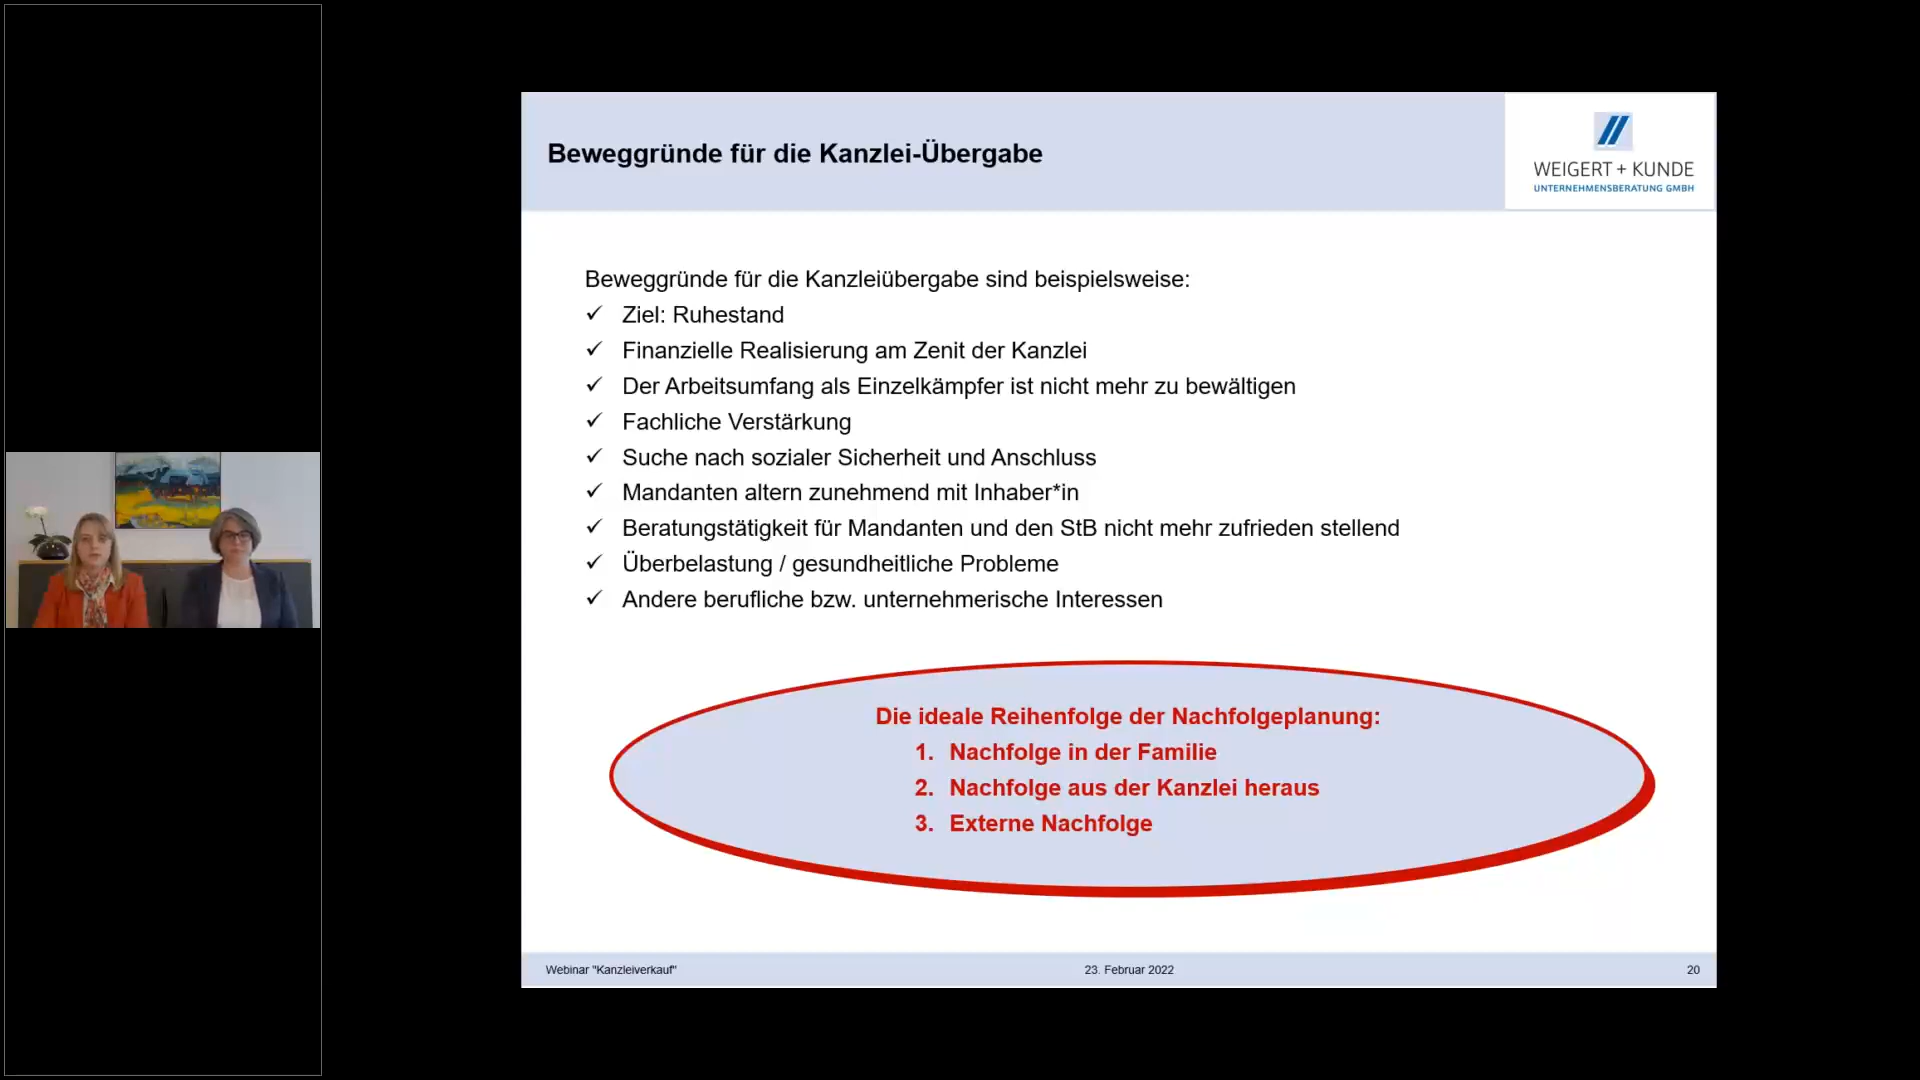 Beweggründe für die Kanzlei-Übergabe
WEIGERT + KUNDE
UNTERNEHMENSBERATUNG GMBH
Beweggründe für die Kanzleiübergabe sind beispielsweise:
✓ Ziel: Ruhestand
✓ Finanzielle Realisierung am Zenit der Kanzlei
✓ Der Arbeitsumfang als Einzelkämpfer ist nicht mehr zu bewältigen
✓ Fachliche Verstärkung
✓ Suche nach sozialer Sicherheit und Anschluss
✓ Mandanten altern zunehmend mit Inhaber*in
✓ Beratungstätigkeit für Mandanten und den StB nicht mehr zufrieden stellend
✓ Überbelastung / gesundheitliche Probleme
✓ Andere berufliche bzw. unternehmerische Interessen
Die ideale Reihenfolge der Nachfolgeplanung:
1. Nachfolge in der Familie
2. Nachfolge aus der Kanzlei heraus
3. Externe Nachfolge
Webinar "Kanzleiverkauf" 23. Februar 2022 20